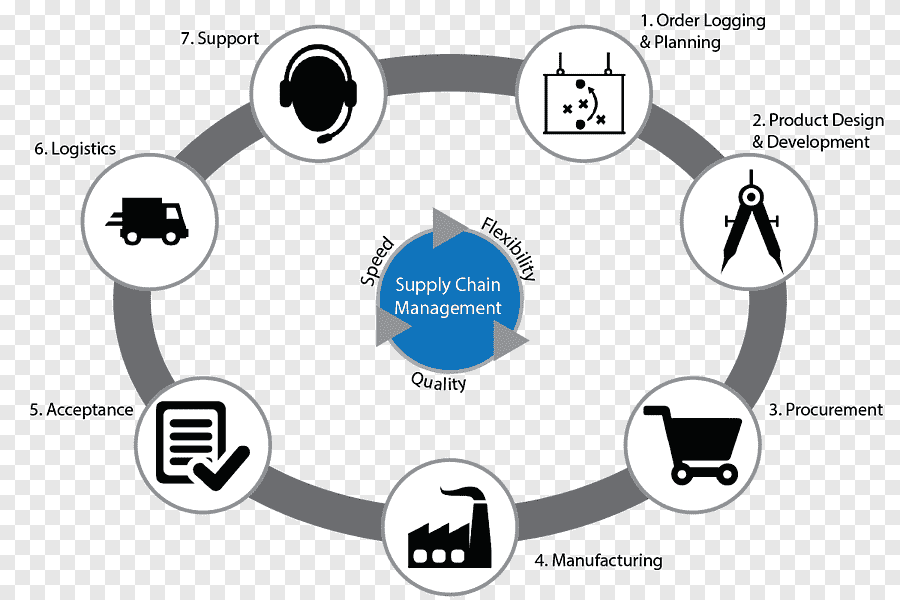 1. Order Logging
& Planning
2. Product Design
& Development
3. Procurement
4. Manufacturing
5. Acceptance
6. Logistics
7. Support
Speed
Flexibility
Supply Chain
Management
Quality